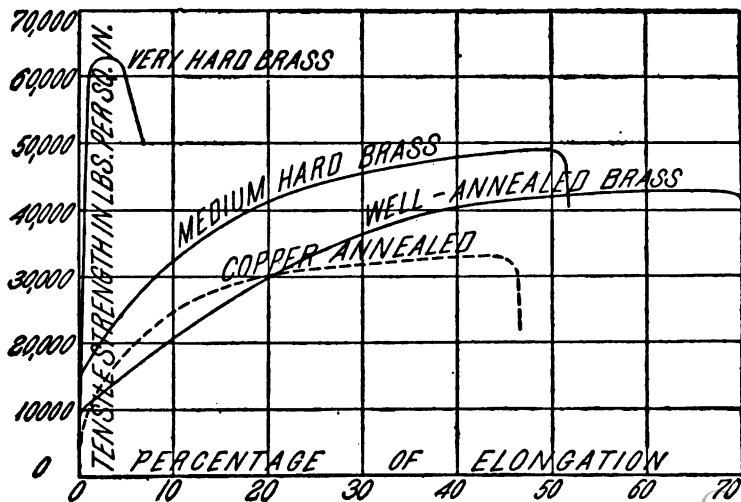 70,000
60,000
50,000
40,000
30,000
20,000
10000
0
TENSILE STRENGTH IN LBS. PER SQ. IN.
VERY HARD BRASS
MEDIUM HARD BRASS
WELL-ANNEALED BRASS
COPPER ANNEALED
PERCENTAGE OF ELONGATION
0 10 20 30 40 50 60 70